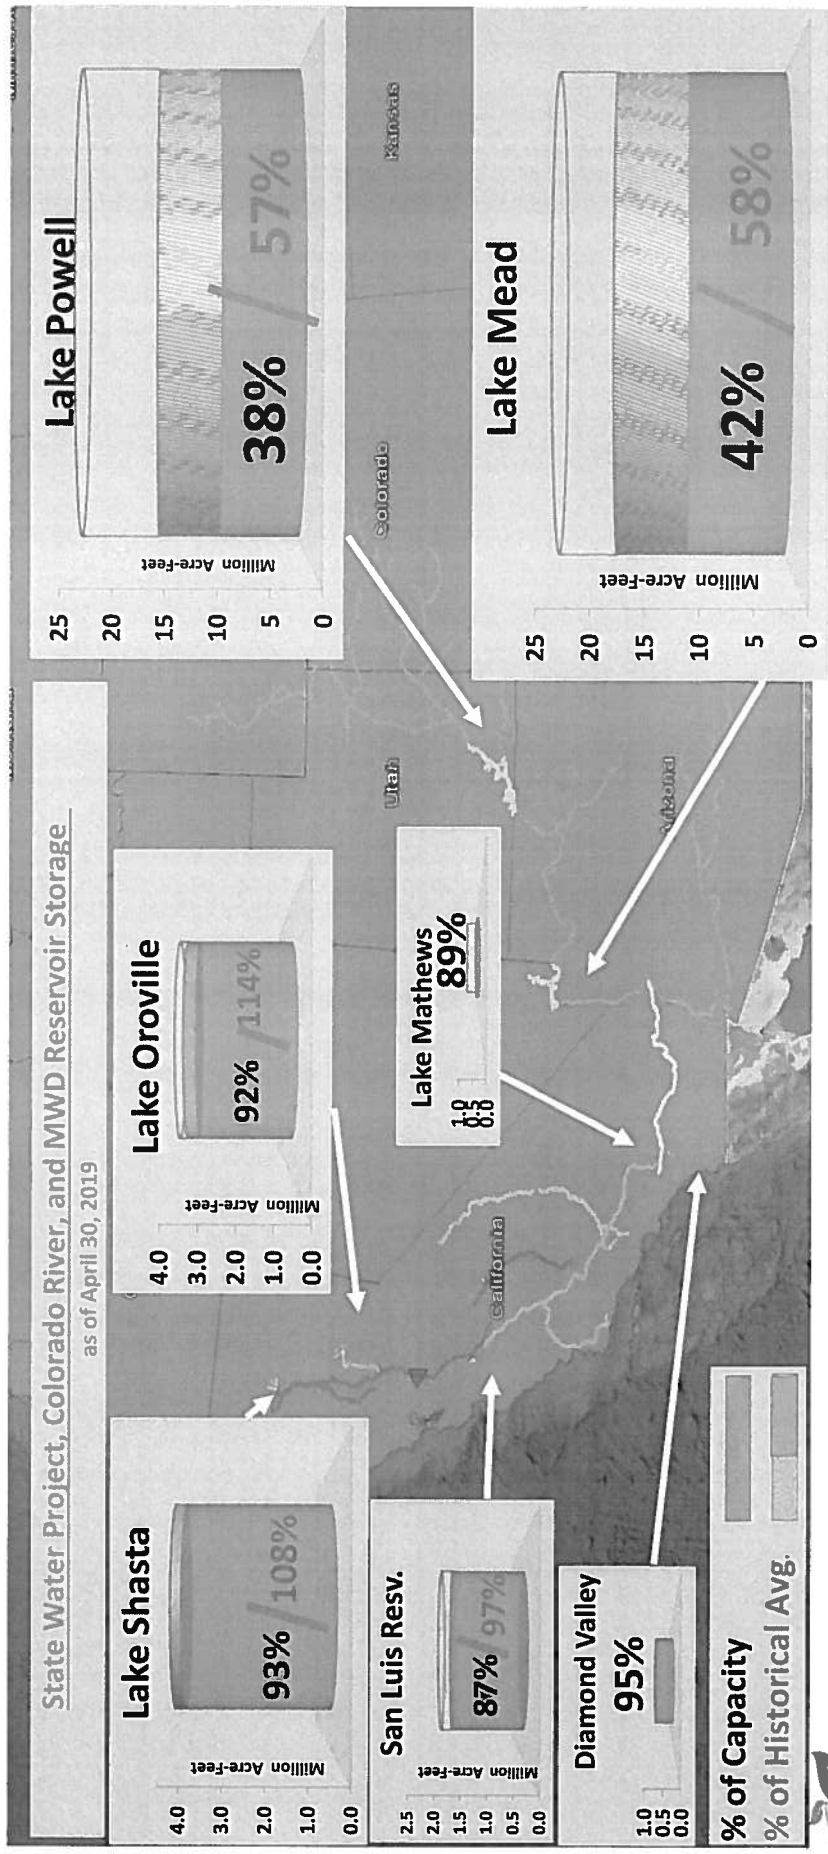 State Water Project, Colorado River, and MWD Reservoir Storage
as of April 30, 2019
Lake Shasta
4.0
3.0
2.0
1.0
0.0
Million Acre-Feet
93% / 108%
Lake Oroville
4.0
3.0
2.0
1.0
0.0
Million Acre-Feet
92% / 114%
Lake Powell
25
20
15
10
5
0
Million Acre-Feet
38% / 57%
San Luis Resv.
2.5
2.0
1.5
1.0
0.5
0.0
Million Acre-Feet
87% / 97%
Lake Mathews
1.0
0.5
0.0
89%
Lake Mead
25
20
15
10
5
0
Million Acre-Feet
42% / 58%
Diamond Valley
1.0
0.5
0.0
95%
Utah
Colorado
Kansas
California
Arizona
% of Capacity
% of Historical Avg.